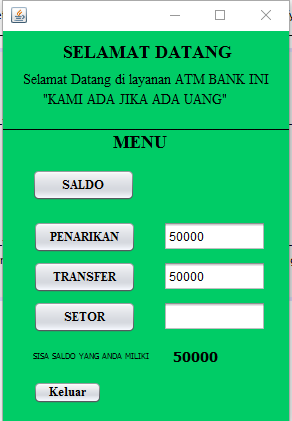 SELAMAT DATANG
Selamat Datang di layanan ATM BANK INI
"KAMI ADA JIKA ADA UANG"
MENU
SALDO
PENARIKAN 50000
TRANSFER 50000
SETOR
SISA SALDO YANG ANDA MILIKI 50000
Keluar